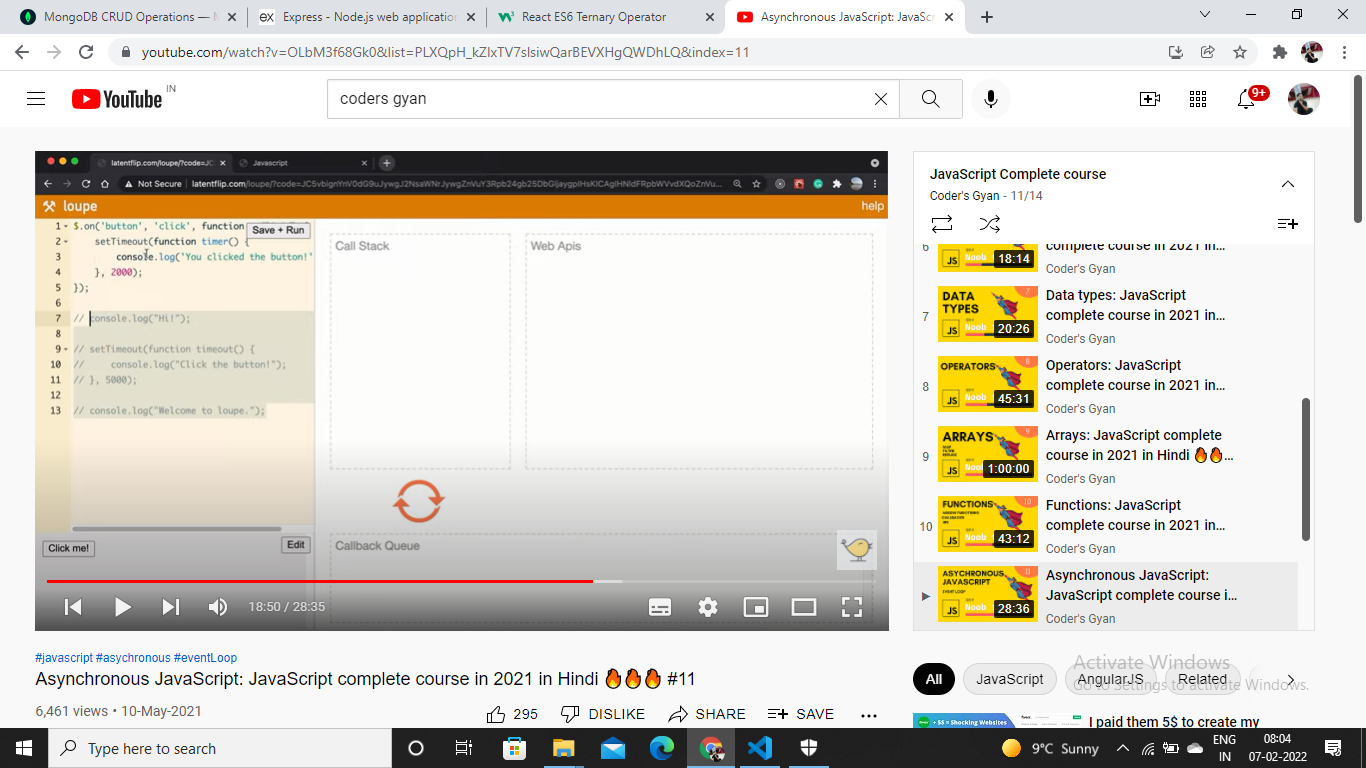 MongoDB CRUD Operations —
Express - Node.js web application
React ES6 Ternary Operator
Asynchronous JavaScript: JavaScr
youtube.com/watch?v=OLbM3f68Gk0&list=PLXQpH_kZIxTV7slsiwQarBEVXHgQWDhLQ&index=11
YouTube IN
coders gyan
9+
latentflip.com/loupe/?code=JC
Javascript
Not Secure
loupe
help
1 $.on('button', 'click', function
Save + Run
2 setTimeout(function timer() {
3 console.log('You clicked the button!'
4 }, 2000);
5 });
6
7 // console.log("Hi!");
8
9 // setTimeout(function timeout() {
10 // console.log("Click the button!");
11 // }, 5000);
12
13 // console.log("Welcome to loupe.");
Call Stack
Web Apis
Click me!
Edit
Callback Queue
18:50 / 28:35
#javascript #asychronous #eventLoop
Asynchronous JavaScript: JavaScript complete course in 2021 in Hindi 🔥🔥🔥 #11
6,461 views • 10-May-2021
295
DISLIKE
SHARE
SAVE
JavaScript Complete course
Coder's Gyan - 11/14
6
JS
Noob
18:14
complete course in 2021 in...
Coder's Gyan
7
DATA
TYPES
7
JS
Noob
20:26
Data types: JavaScript
complete course in 2021 in...
Coder's Gyan
8
OPERATORS
8
JS
Noob
45:31
Operators: JavaScript
complete course in 2021 in...
Coder's Gyan
9
ARRAYS
9
JS
1:00:00
Arrays: JavaScript complete
course in 2021 in Hindi 🔥🔥...
Coder's Gyan
10
FUNCTIONS
10
JS
Noob
43:12
Functions: JavaScript
complete course in 2021 in...
Coder's Gyan
ASYCHRONOUS
JAVASCRIPT
EVENT LOOP
11
JS
Noob
28:36
Asynchronous JavaScript:
JavaScript complete course i...
Coder's Gyan
All
JavaScript
AngularJS
Related
Activate Windows
Go to Settings to activate Windows.
+ 5$ = Shocking Websites
I paid them 5$ to create my
Type here to search
9°C Sunny
ENG
IN
08:04
07-02-2022